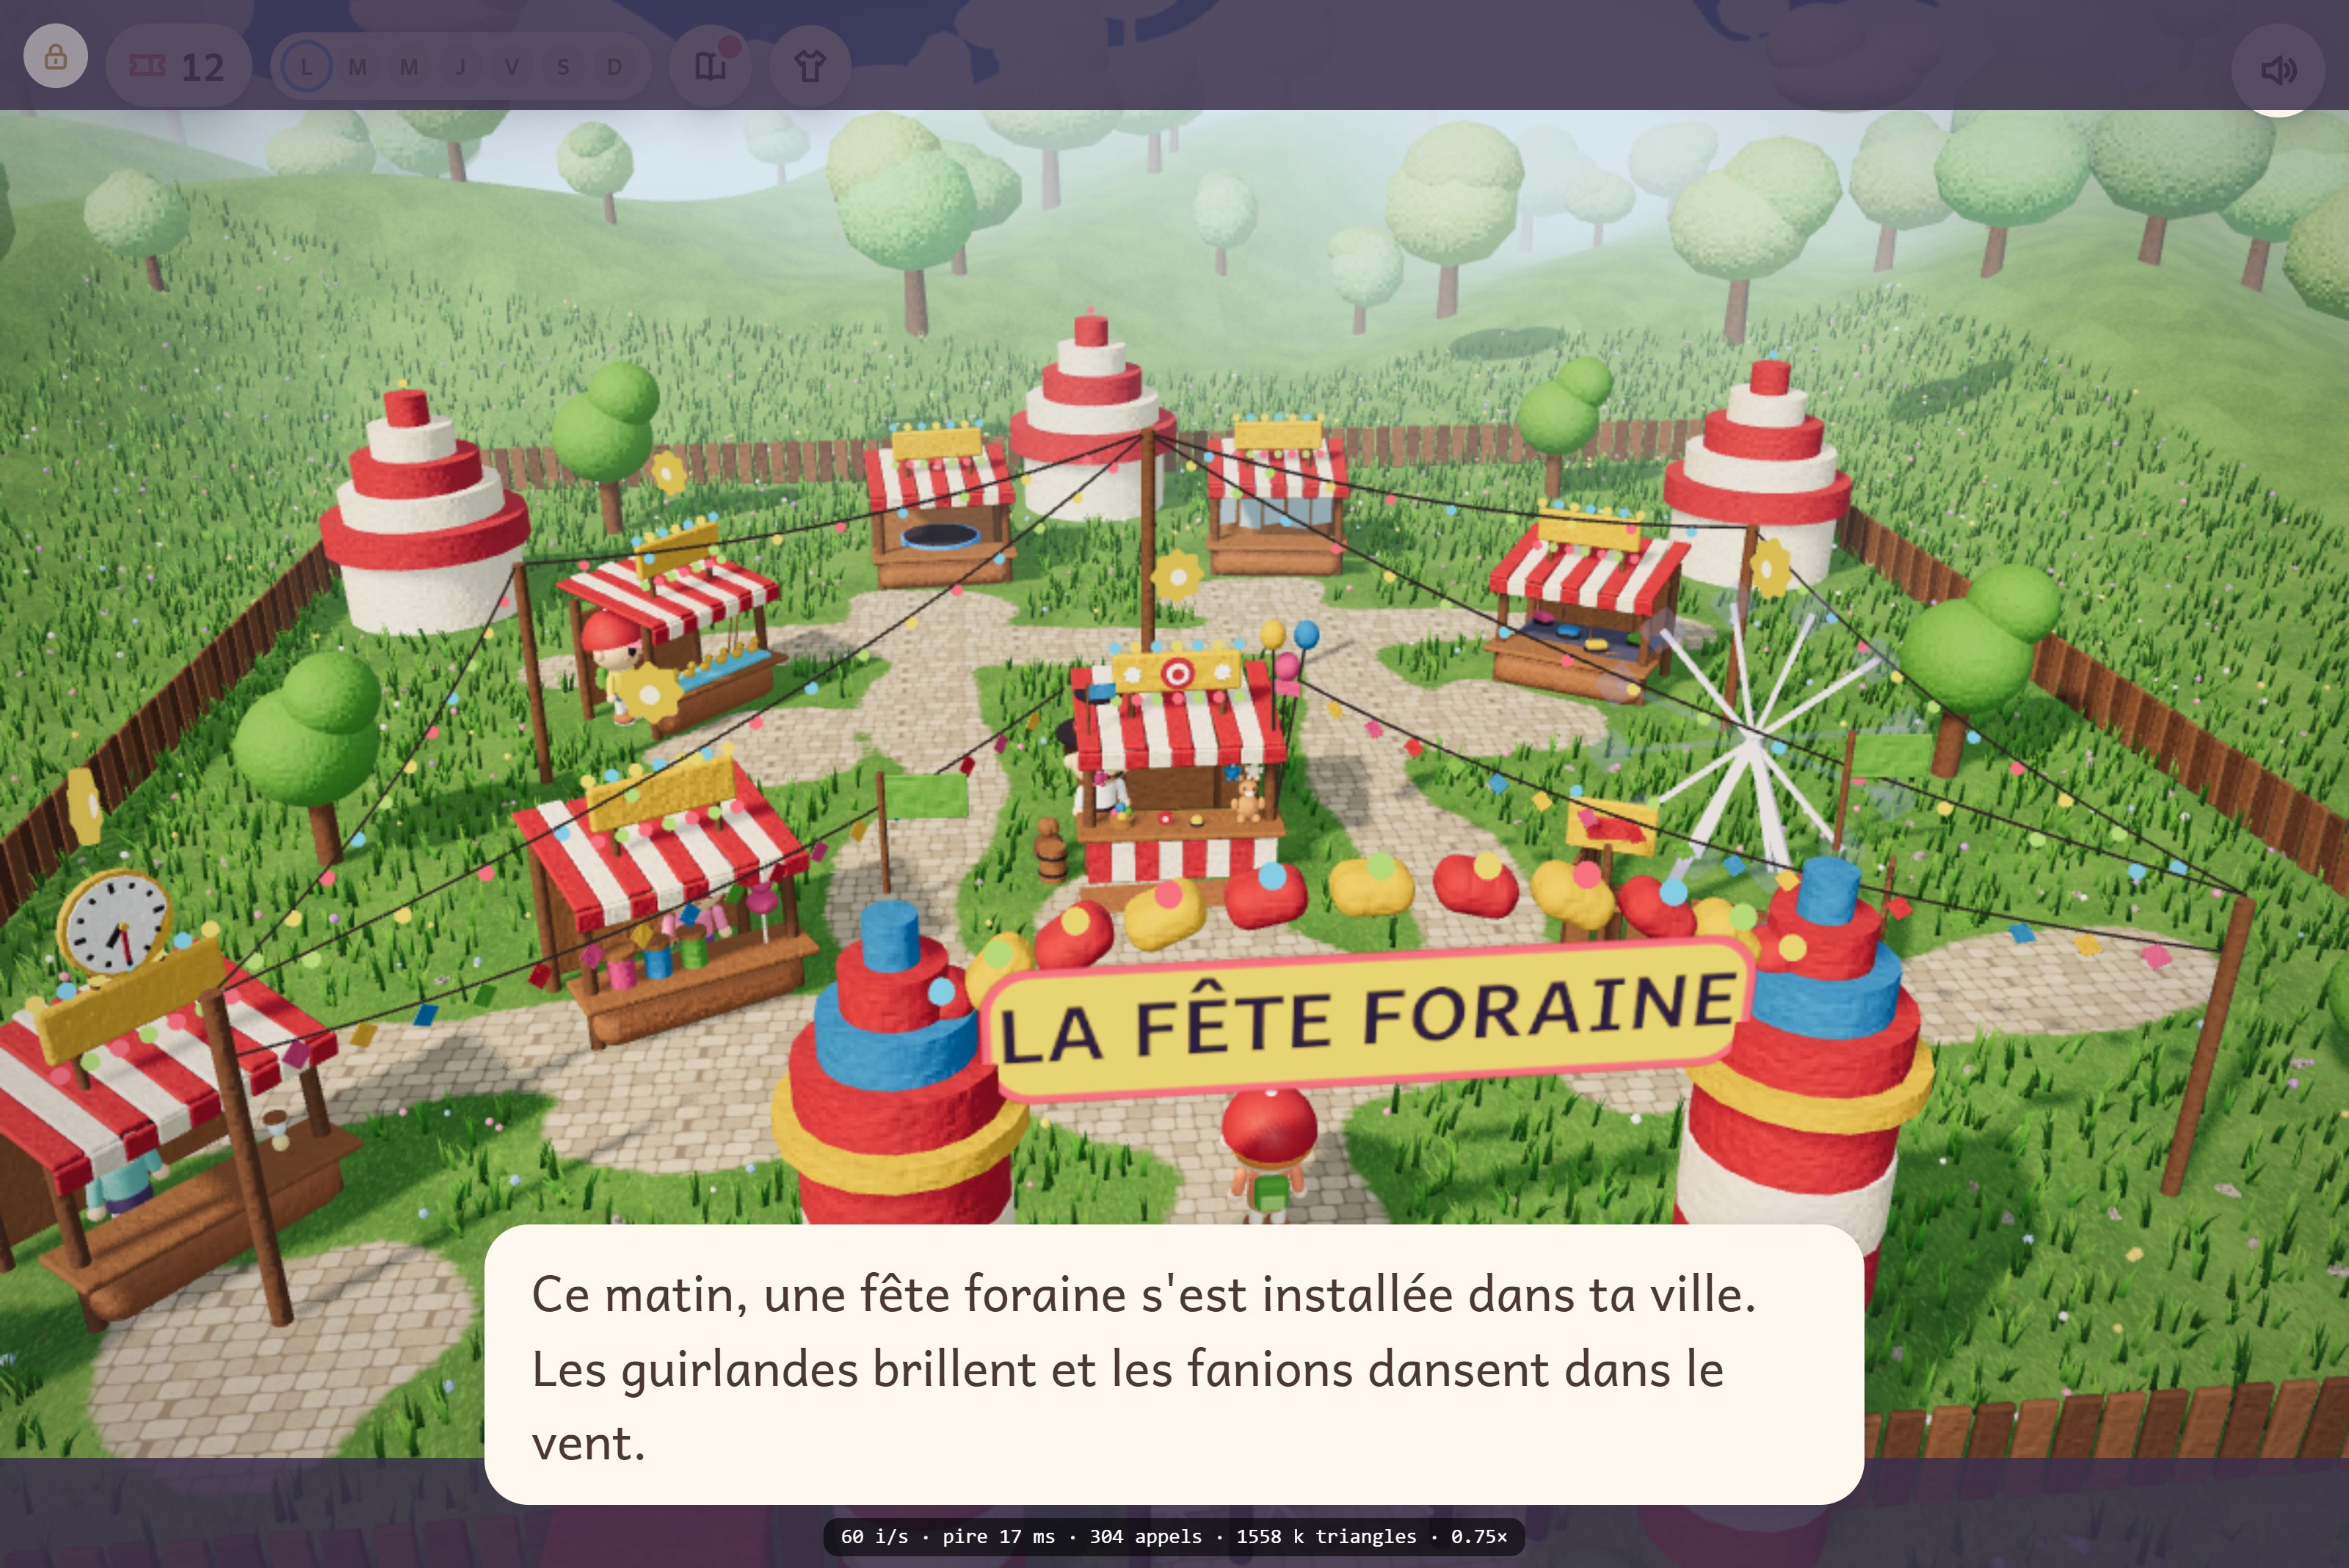 12
L M M J V S D
LA FÊTE FORAINE
Ce matin, une fête foraine s'est installée dans ta ville.
Les guirlandes brillent et les fanions dansent dans le
vent.
60 i/s · pire 17 ms · 304 appels · 1558 k triangles · 0.75×